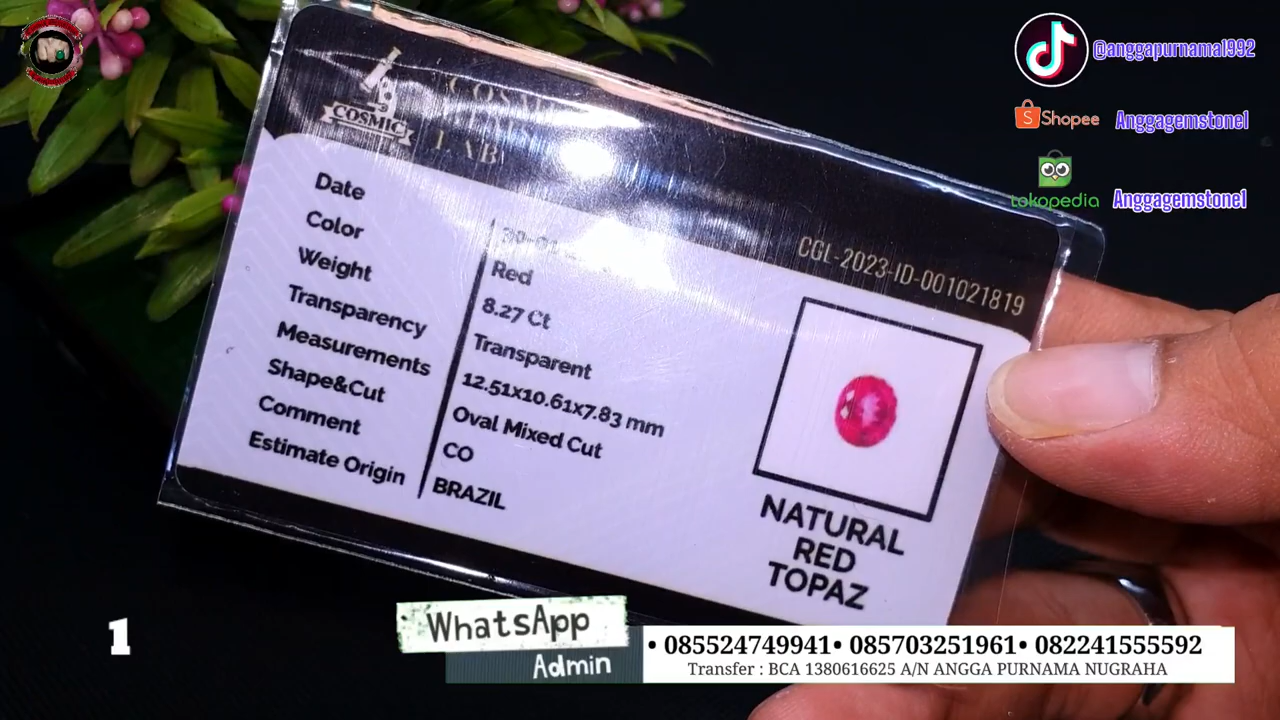 @anggapurnama1992
Shopee Anggagemstone1
tokopedia Anggagemstone1
COSMIC
LAB
CGL-2023-ID-001021819
Date
Color Red
Weight 8.27 Ct
Transparency Transparent
Measurements 12.51x10.61x7.83 mm
Shape&Cut Oval Mixed Cut
Comment CO
Estimate Origin BRAZIL
NATURAL
RED
TOPAZ
1
WhatsApp
Admin
• 085524749941• 085703251961• 082241555592
Transfer : BCA 1380616625 A/N ANGGA PURNAMA NUGRAHA